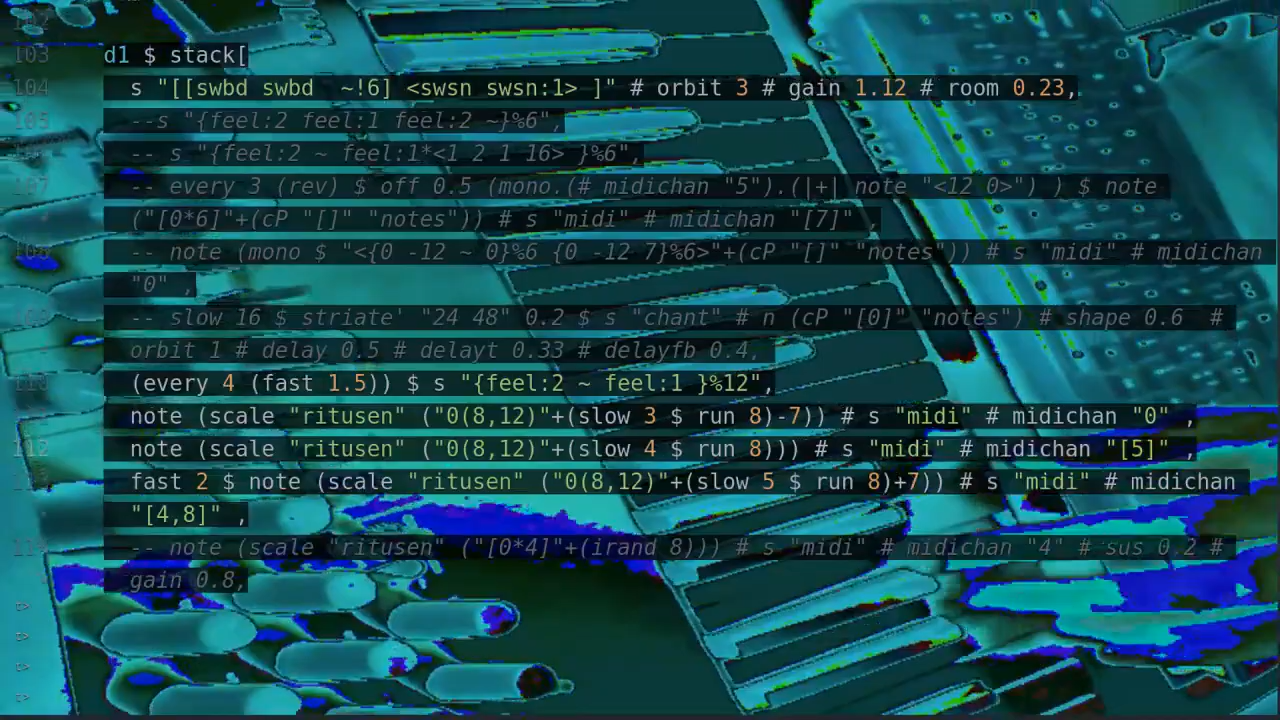 102
103 d1 $ stack[
104 s "[[swbd swbd ~!6] <swsn swsn:1> ]" # orbit 3 # gain 1.12 # room 0.23,
105 --s "{feel:2 feel:1 feel:2 ~}%6",
-- s "{feel:2 ~ feel:1*<1 2 1 16> }%6",
107 -- every 3 (rev) $ off 0.5 (mono.(# midichan "5").(|+| note "<12 0>") ) $ note
("[0*6]"+(cP "[]" "notes")) # s "midi" # midichan "[7]" ,
108 -- note (mono $ "<{0 -12 ~ 0}%6 {0 -12 7}%6>"+(cP "[]" "notes")) # s "midi" # midichan
"0" ,
109 -- slow 16 $ striate' "24 48" 0.2 $ s "chant" # n (cP "[0]" "notes") # shape 0.6 #
orbit 1 # delay 0.5 # delayt 0.33 # delayfb 0.4,
110 (every 4 (fast 1.5)) $ s "{feel:2 ~ feel:1 }%12",
note (scale "ritusen" ("0(8,12)"+(slow 3 $ run 8)-7)) # s "midi" # midichan "0" ,
112 note (scale "ritusen" ("0(8,12)"+(slow 4 $ run 8))) # s "midi" # midichan "[5]" ,
fast 2 $ note (scale "ritusen" ("0(8,12)"+(slow 5 $ run 8)+7)) # s "midi" # midichan
"[4,8]" ,
-- note (scale "ritusen" ("[0*4]"+(irand 8))) # s "midi" # midichan "4" # sus 0.2 #
gain 0.8,